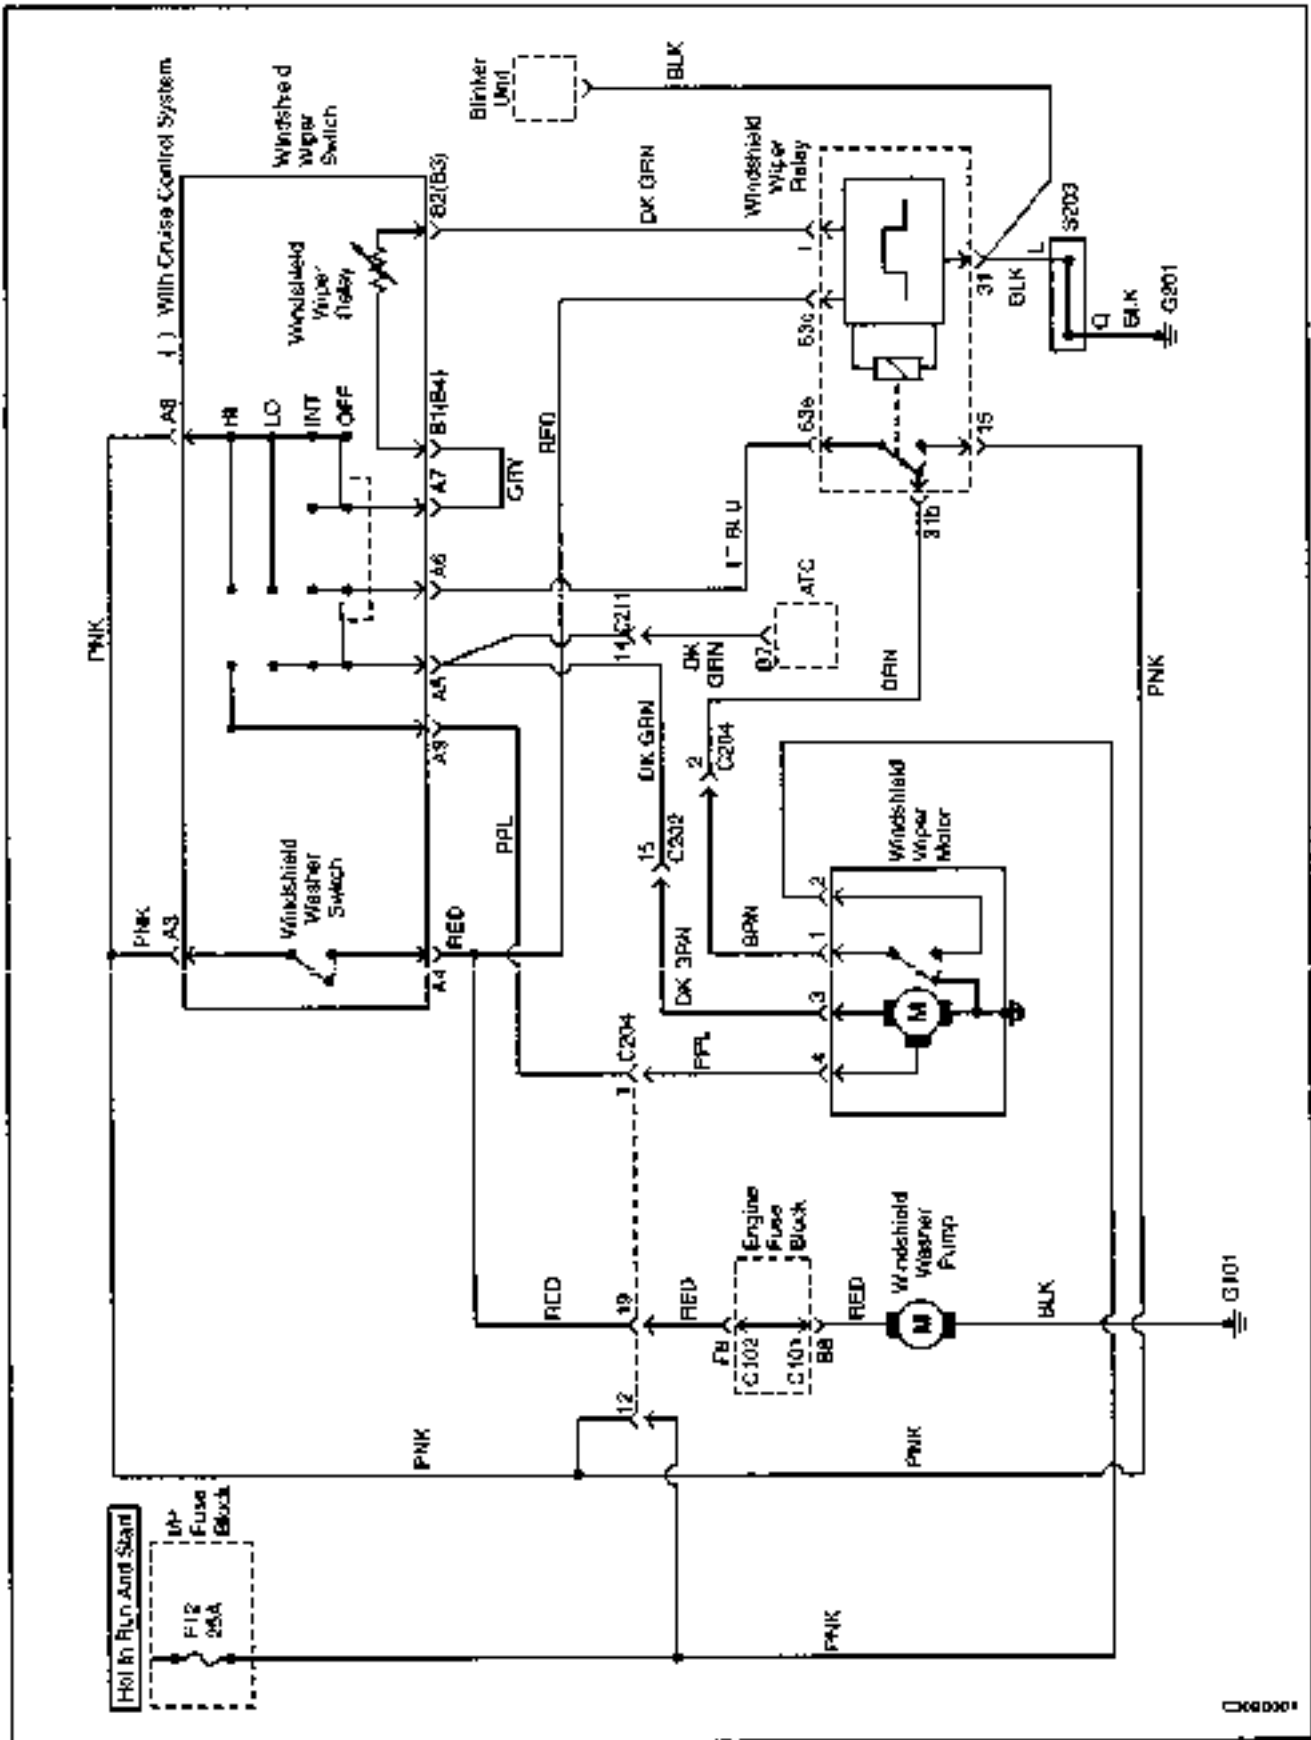 Hot In Run And Start
I/P
Fuse
Block
F12
25A
PNK
PNK
PNK
PNK
PNK
PNK
( ) With Cruise Control System
Windshield
Wiper
Switch
A3
A8
HI
LO
INT
OFF
Windshield
Washer
Switch
Windshield
Wiper
Delay
A4
A9
A5
A6
A7
B1(B4)
B2(B3)
RED
PPL
GRY
RED
DK GRN
LT BLU
Blinker
Unit
BLK
14
C211
DK
GRN
B7
ATC
DK GRN
15
C202
2
C204
BRN
BRN
DK GRN
1
C204
PPL
RED
19
RED
12
F8
C102
C101
B8
Engine
Fuse
Block
RED
Windshield
Washer
Pump
M
BLK
G101
Windshield
Wiper
Motor
4
3
1
2
M
Windshield
Wiper
Relay
53e
53c
I
31b
15
31
BLK
L
S203
Q
BLK
G201